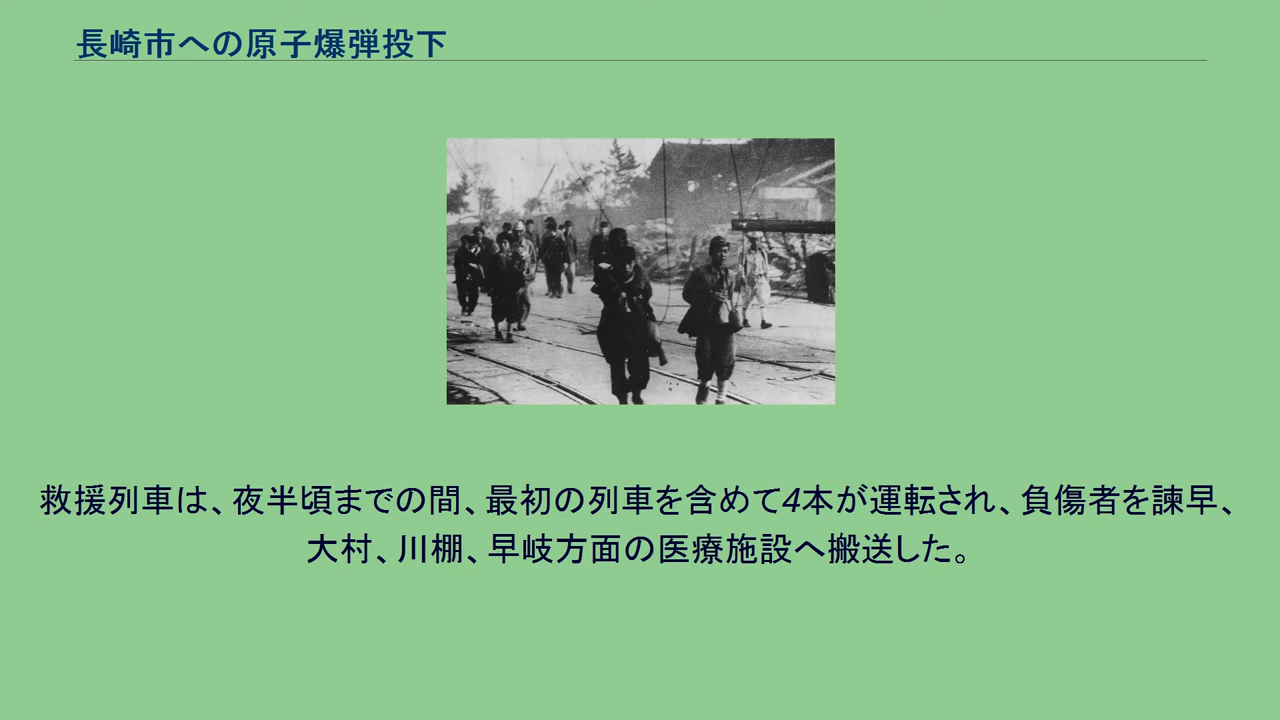 長崎市への原子爆弾投下
救援列車は、夜半頃までの間、最初の列車を含めて4本が運転され、負傷者を諫早、
大村、川棚、早岐方面の医療施設へ搬送した。